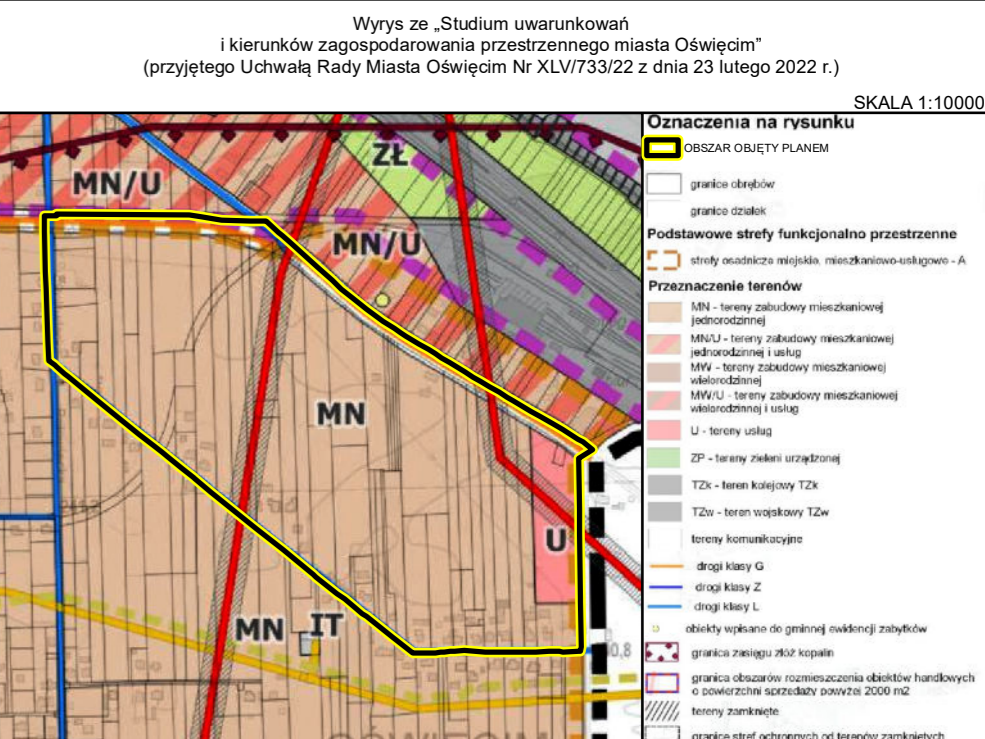 Wyrys ze „Studium uwarunkowań
i kierunków zagospodarowania przestrzennego miasta Oświęcim”
(przyjętego Uchwałą Rady Miasta Oświęcim Nr XLV/733/22 z dnia 23 lutego 2022 r.)
SKALA 1:10000
Oznaczenia na rysunku
OBSZAR OBJĘTY PLANEM
granice obrębów
granice działek
Podstawowe strefy funkcjonalno przestrzenne
strefy osadnicze miejskie, mieszkaniowo-usługowe - A
Przeznaczenie terenów
MN - tereny zabudowy mieszkaniowej
jednorodzinnej
MN/U - tereny zabudowy mieszkaniowej
jednorodzinnej i usług
MW - tereny zabudowy mieszkaniowej
wielorodzinnej
MW/U - tereny zabudowy mieszkaniowej
wielorodzinnej i usług
U - tereny usług
ZP - tereny zieleni urządzonej
TZk - teren kolejowy TZk
TZw - teren wojskowy TZw
tereny komunikacyjne
drogi klasy G
drogi klasy Z
drogi klasy L
obiekty wpisane do gminnej ewidencji zabytków
granica zasięgu złóż kopalin
granica obszarów rozmieszczenia obiektów handlowych
o powierzchni sprzedaży powyżej 2000 m2
tereny zamknięte
granice stref ochronnych od terenów zamkniętych
ZŁ
MN/U
MN/U
MN
U
MN
IT